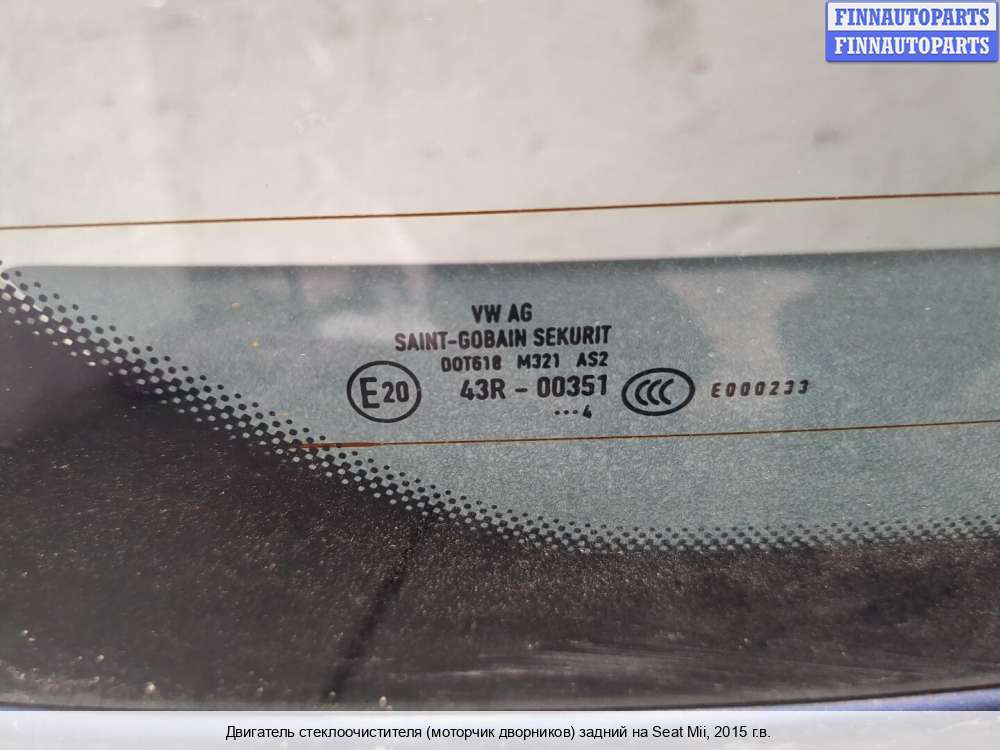 FINNAUTOPARTS
FINNAUTOPARTS
VW AG
SAINT-GOBAIN SEKURIT
DOT618 M321 AS2
E20 43R - 00351 CCC E000233
...4
Двигатель стеклоочистителя (моторчик дворников) задний на Seat Mii, 2015 г.в.